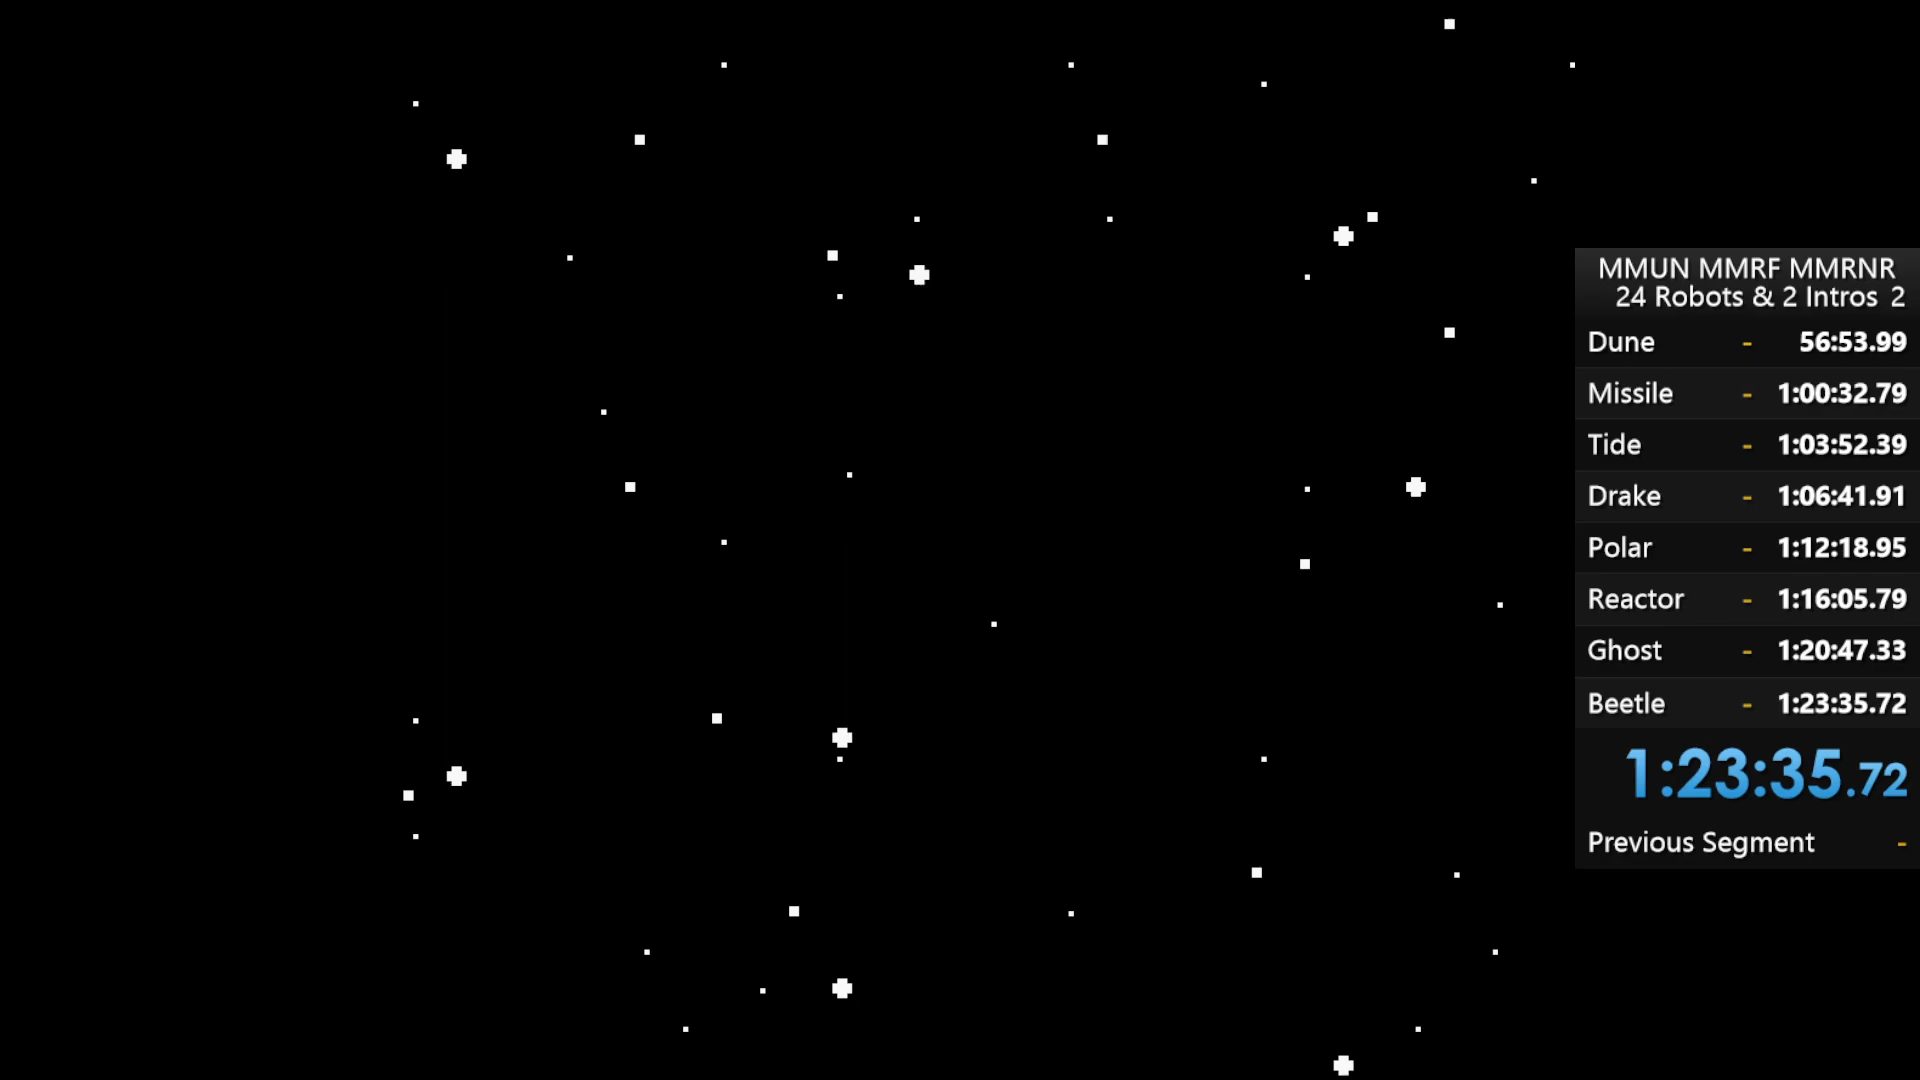 MMUN MMRF MMRNR
24 Robots & 2 Intros 2
Dune - 56:53.99
Missile - 1:00:32.79
Tide - 1:03:52.39
Drake - 1:06:41.91
Polar - 1:12:18.95
Reactor - 1:16:05.79
Ghost - 1:20:47.33
Beetle - 1:23:35.72
1:23:35.72
Previous Segment -